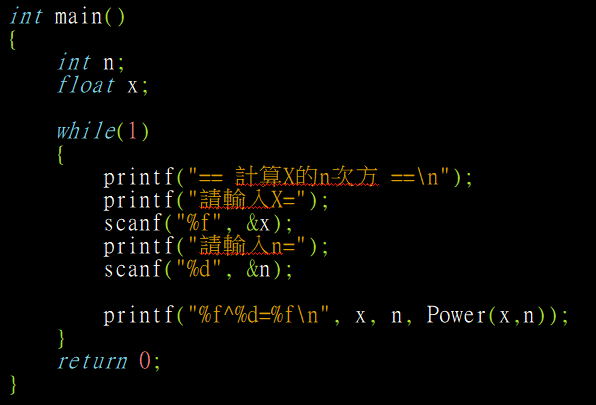 int main()
{
    int n;
    float x;

    while(1)
    {
        printf("== 計算X的n次方 ==\n");
        printf("請輸入X=");
        scanf("%f", &x);
        printf("請輸入n=");
        scanf("%d", &n);

        printf("%f^%d=%f\n", x, n, Power(x,n));
    }
    return 0;
}